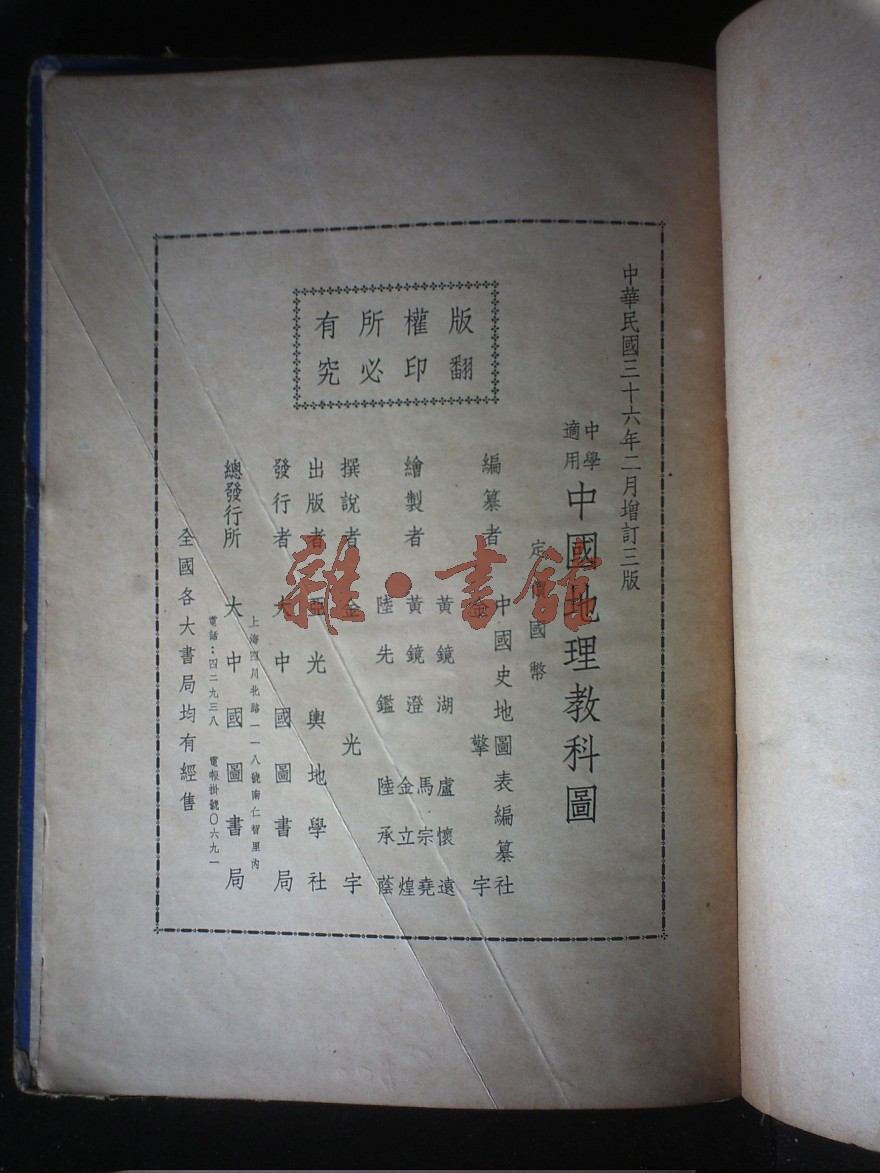 中華民國三十六年二月增訂三版
中學適用
中國地理教科圖
定價國幣
版權所有
翻印必究
編纂者
中國史地圖表編纂社
金擎宇
繪製者
黃鏡湖 盧懷遠
馬宗堯
黃鏡澄 金立煌
陸先鑑 陸承蔭
撰說者 金光宇
出版者 亞光輿地學社
發行者 大中國圖書局
總發行所 大中國圖書局
上海四川北路一一八號南仁智里內
電話：四二九三八 電報掛號〇六九一
全國各大書局均有經售
雜·書館